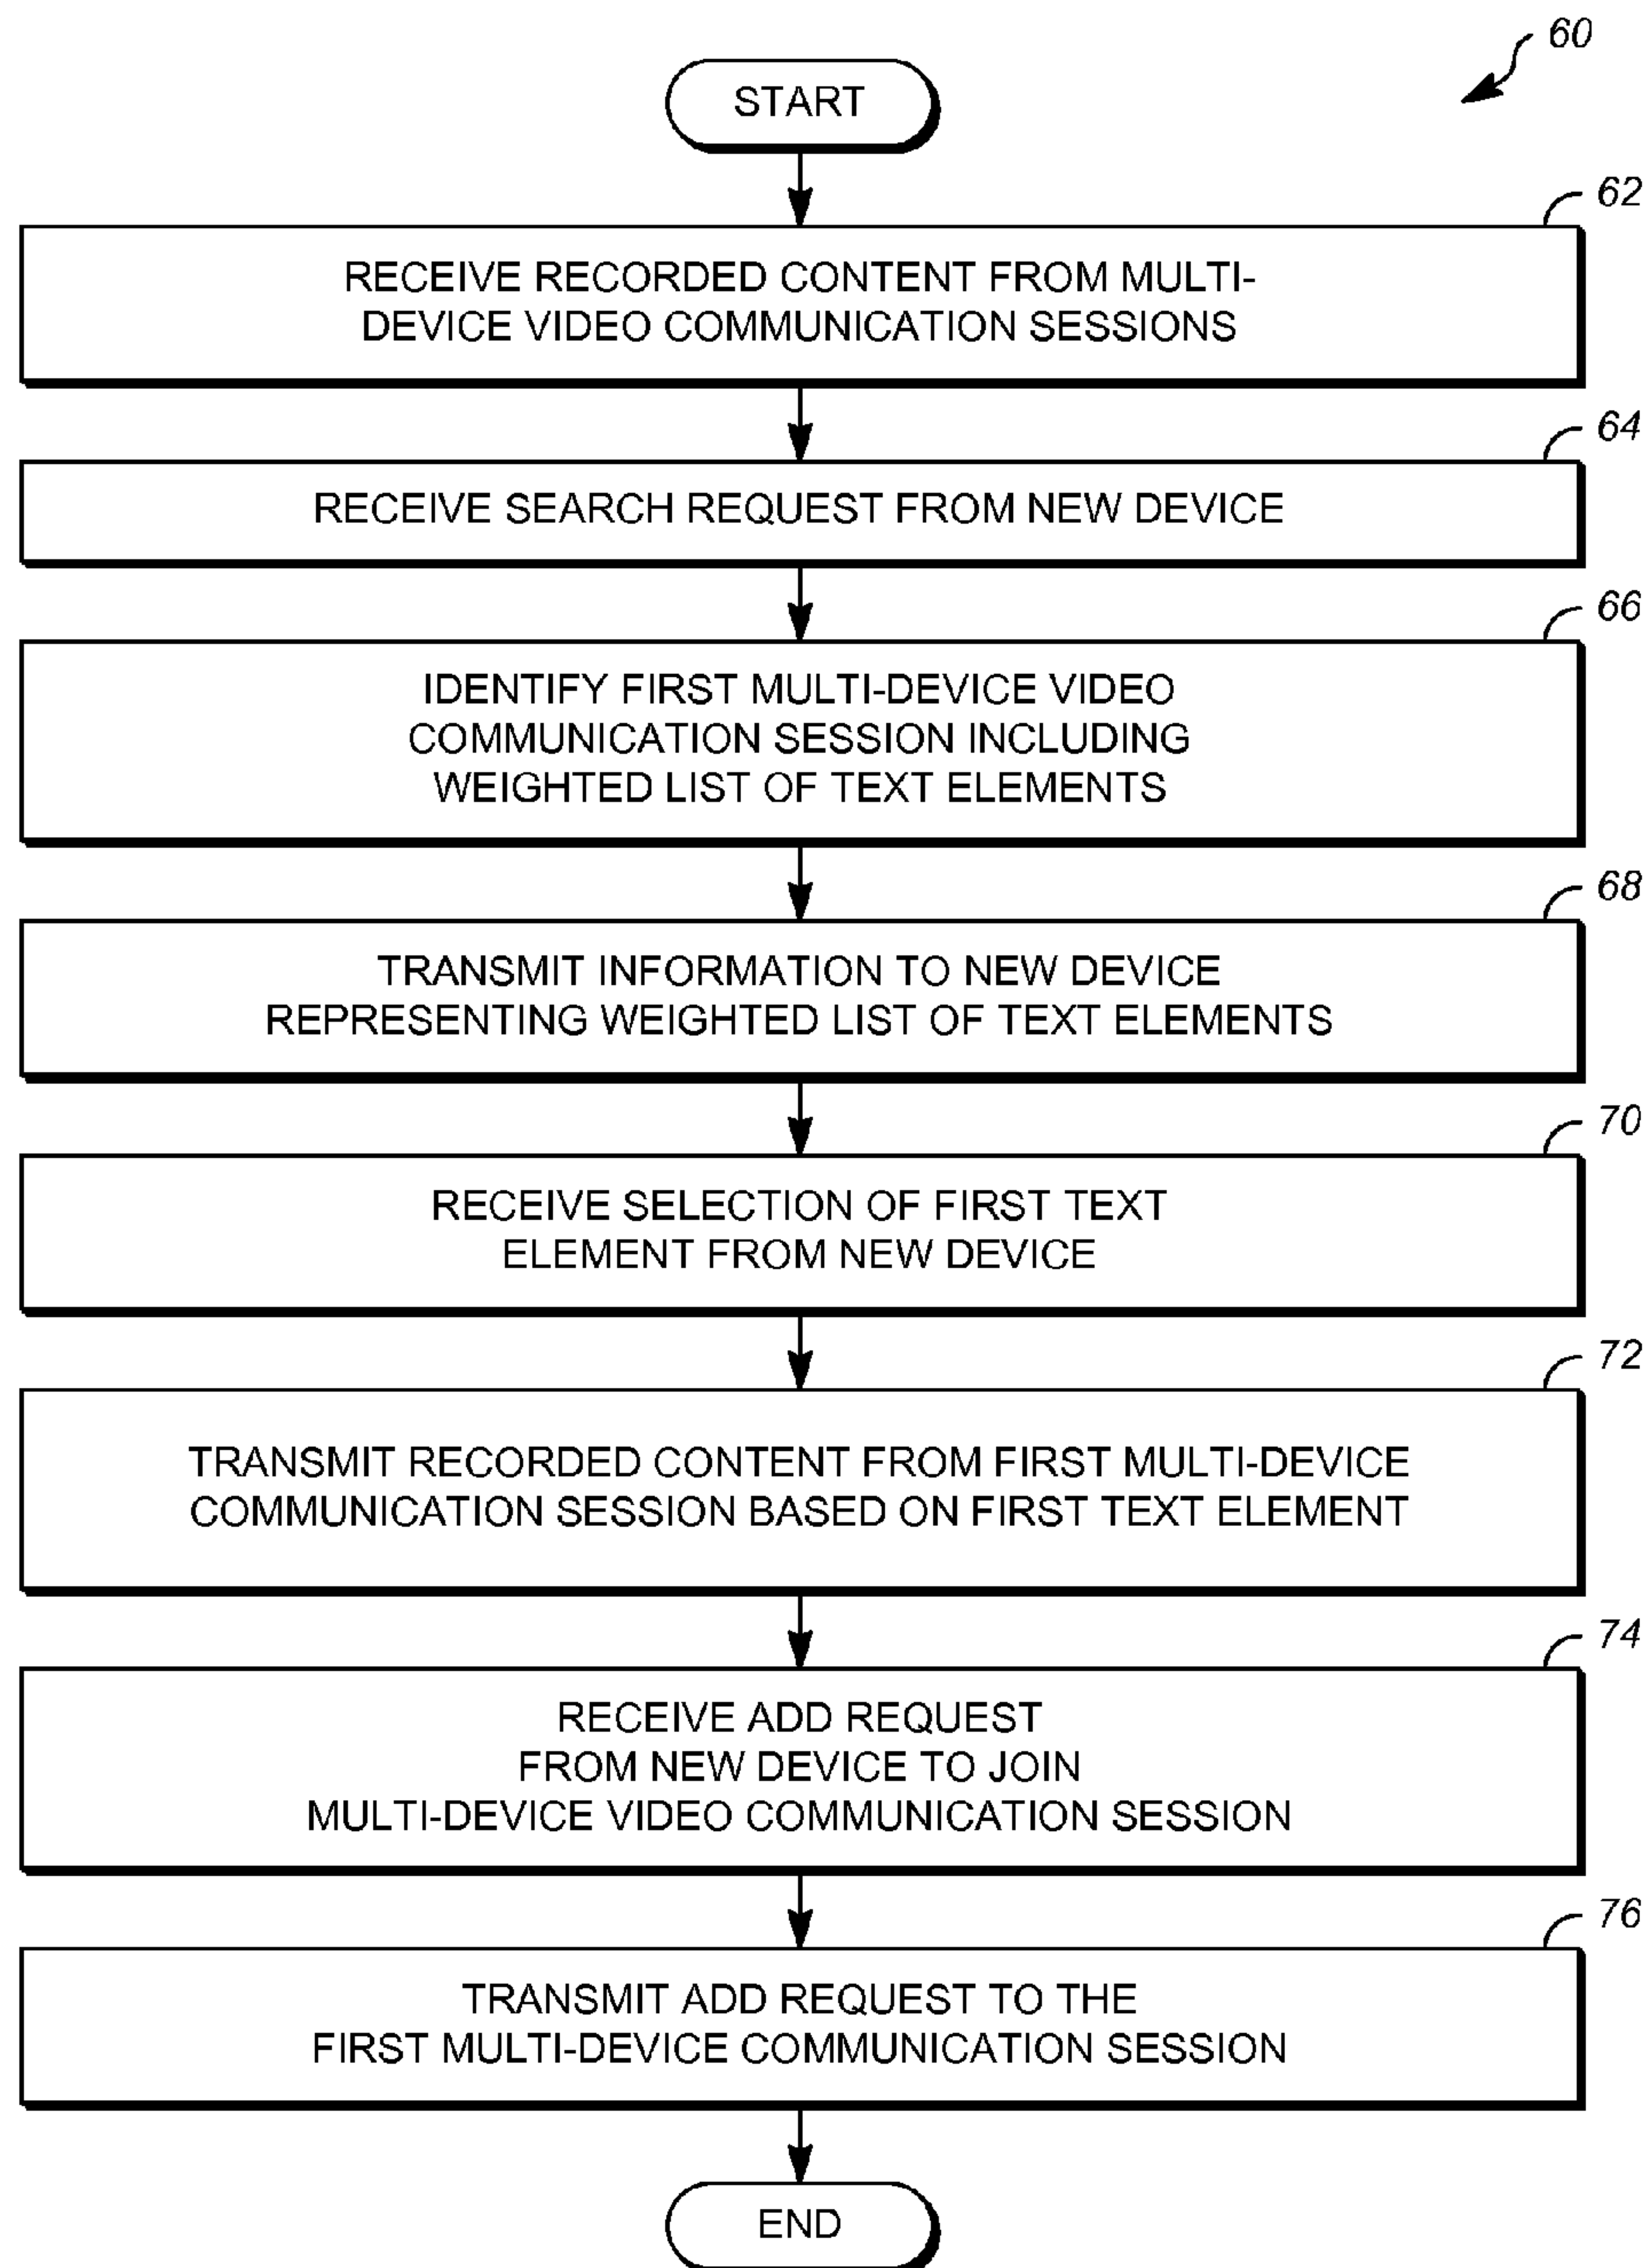 60
START
62
RECEIVE RECORDED CONTENT FROM MULTI-
DEVICE VIDEO COMMUNICATION SESSIONS
64
RECEIVE SEARCH REQUEST FROM NEW DEVICE
66
IDENTIFY FIRST MULTI-DEVICE VIDEO
COMMUNICATION SESSION INCLUDING
WEIGHTED LIST OF TEXT ELEMENTS
68
TRANSMIT INFORMATION TO NEW DEVICE
REPRESENTING WEIGHTED LIST OF TEXT ELEMENTS
70
RECEIVE SELECTION OF FIRST TEXT
ELEMENT FROM NEW DEVICE
72
TRANSMIT RECORDED CONTENT FROM FIRST MULTI-DEVICE
COMMUNICATION SESSION BASED ON FIRST TEXT ELEMENT
74
RECEIVE ADD REQUEST
FROM NEW DEVICE TO JOIN
MULTI-DEVICE VIDEO COMMUNICATION SESSION
76
TRANSMIT ADD REQUEST TO THE
FIRST MULTI-DEVICE COMMUNICATION SESSION
END